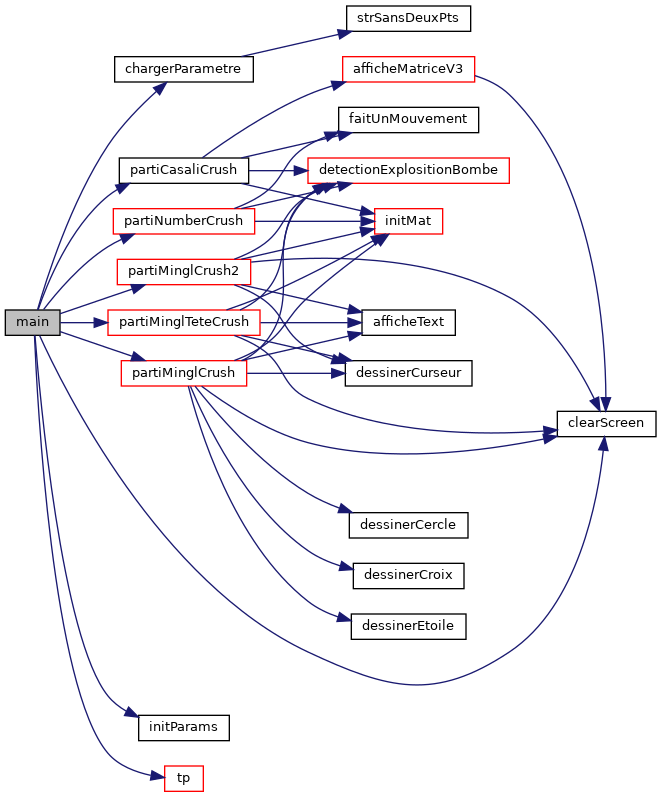 strSansDeuxPts
chargerParametre
afficheMatriceV3
faitUnMouvement
partiCasaliCrush
detectionExplositionBombe
partiNumberCrush
initMat
partiMinglCrush2
main
partiMinglTeteCrush
afficheText
partiMinglCrush
dessinerCurseur
clearScreen
dessinerCercle
dessinerCroix
dessinerEtoile
initParams
tp